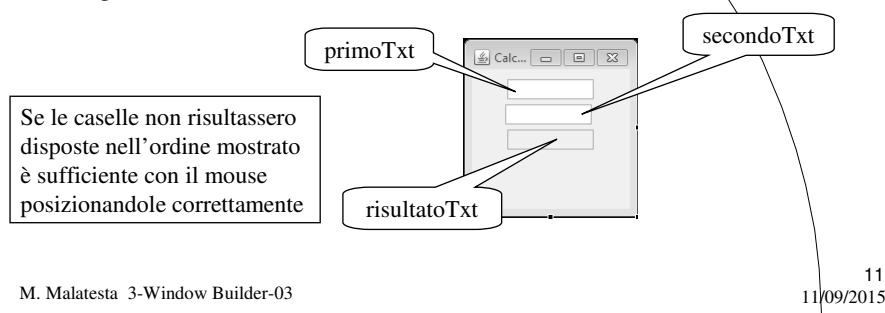 primoTxt
secondoTxt
Calc...
Se le caselle non risultassero
disposte nell'ordine mostrato
è sufficiente con il mouse
posizionandole correttamente
risultatoTxt
11
M. Malatesta 3-Window Builder-03
11/09/2015